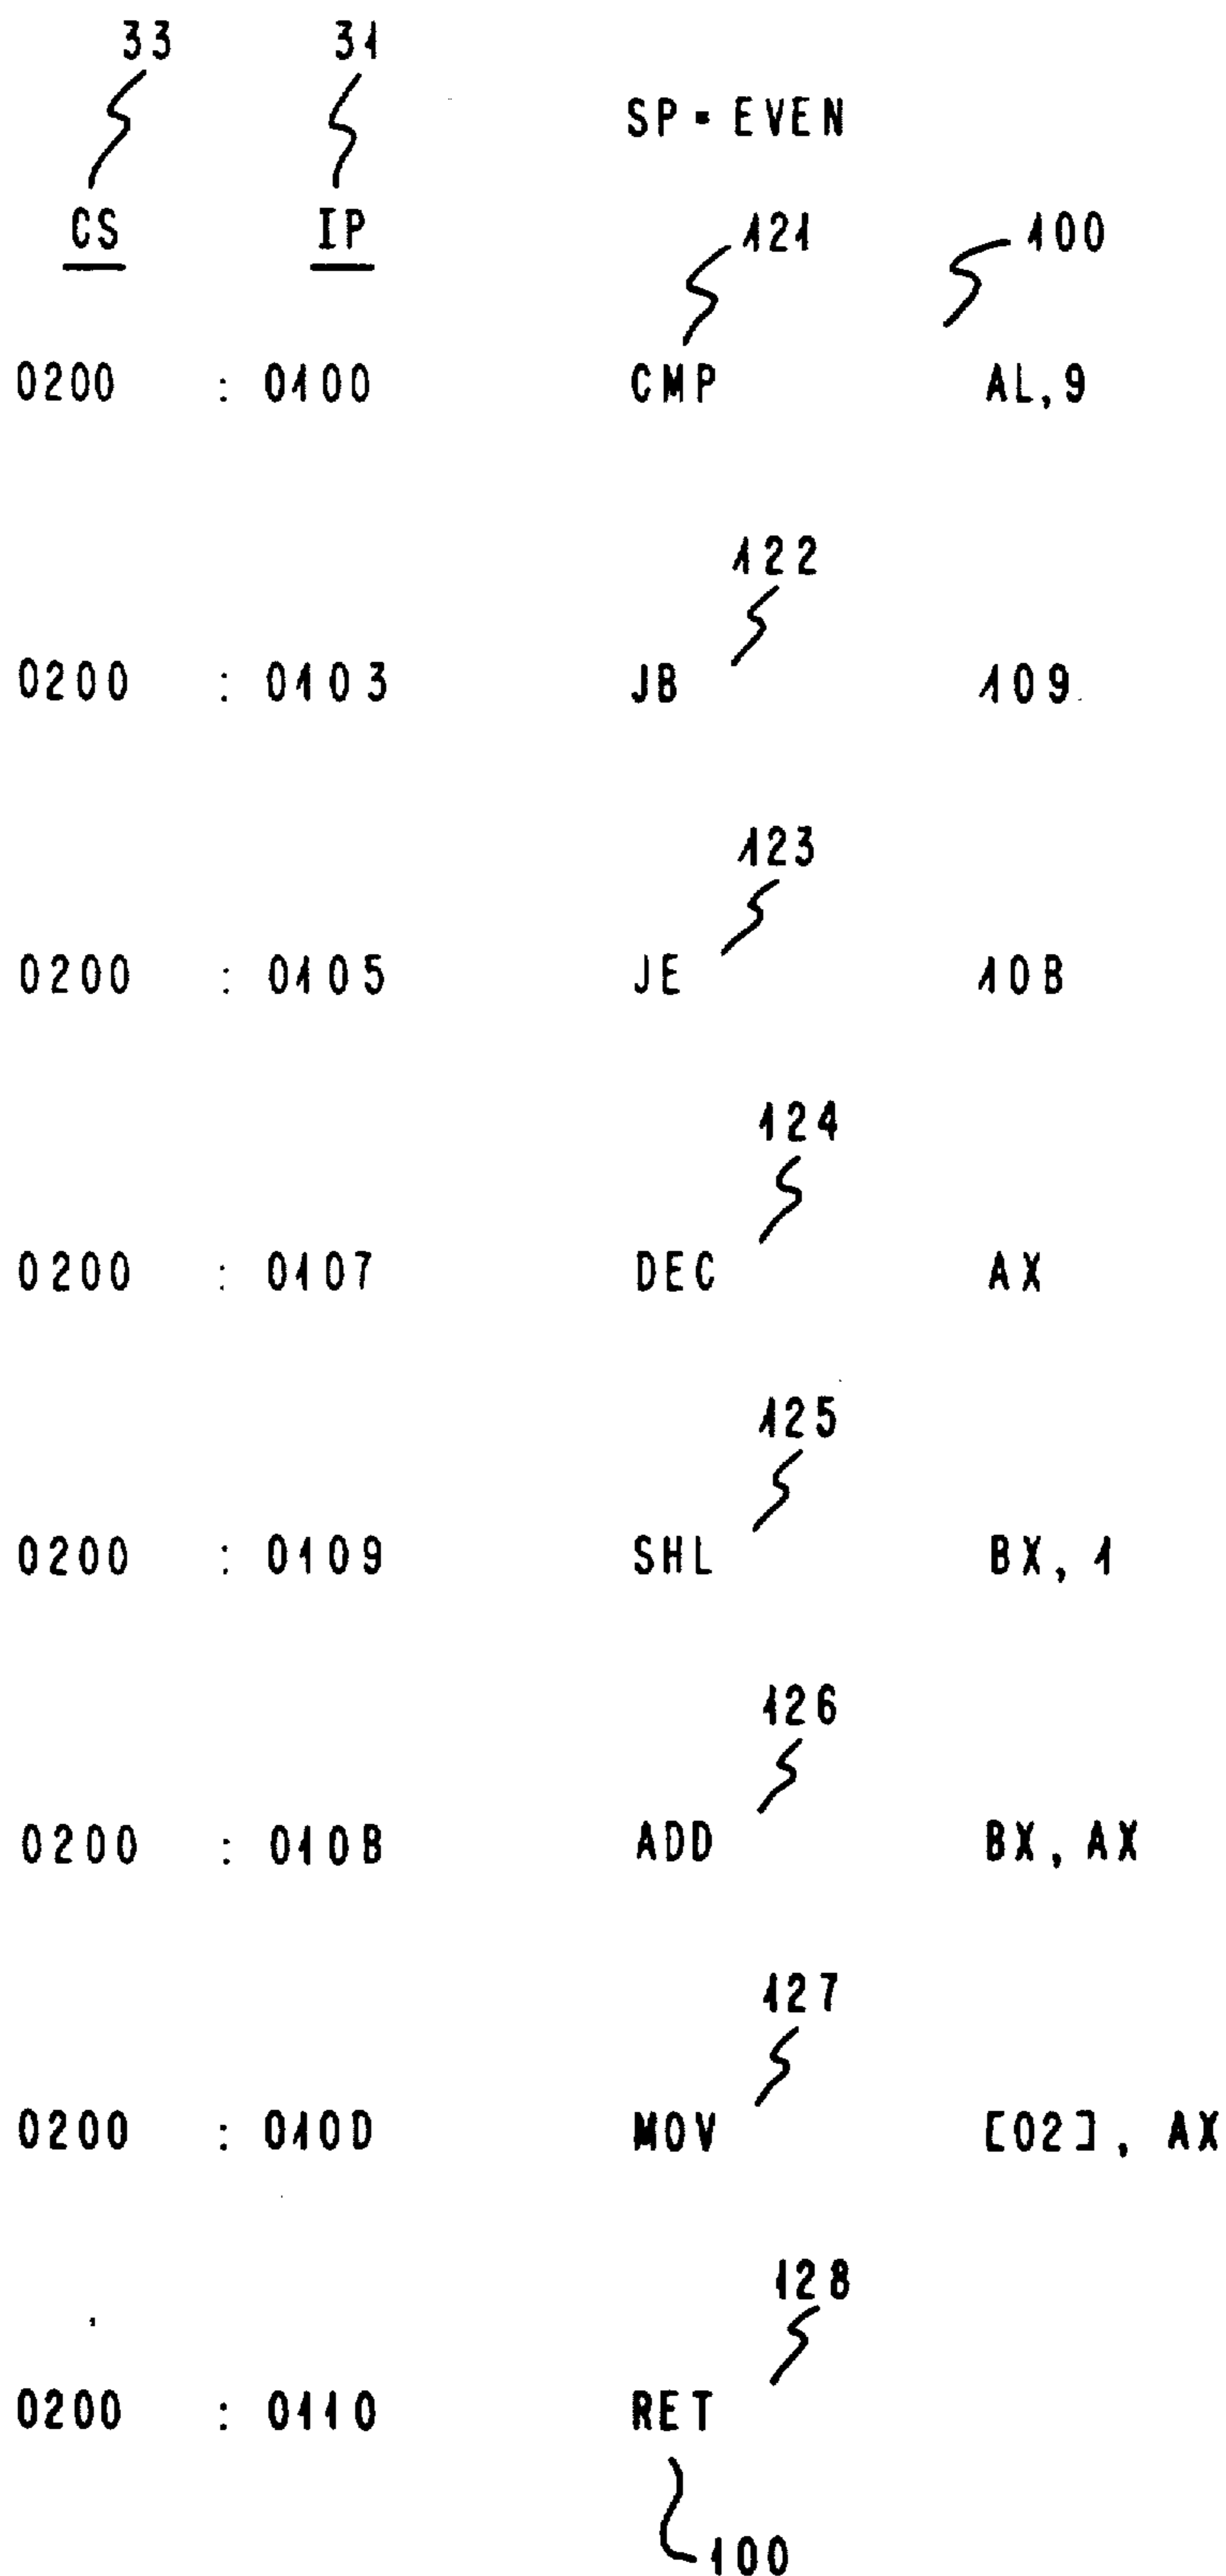 33 31
SP = EVEN
CS IP
121 100
0200 : 0100 CMP AL,9
122
0200 : 0103 JB 109
123
0200 : 0105 JE 10B
124
0200 : 0107 DEC AX
125
0200 : 0109 SHL BX, 1
126
0200 : 010B ADD BX, AX
127
0200 : 010D MOV [02], AX
128
0200 : 0110 RET
100